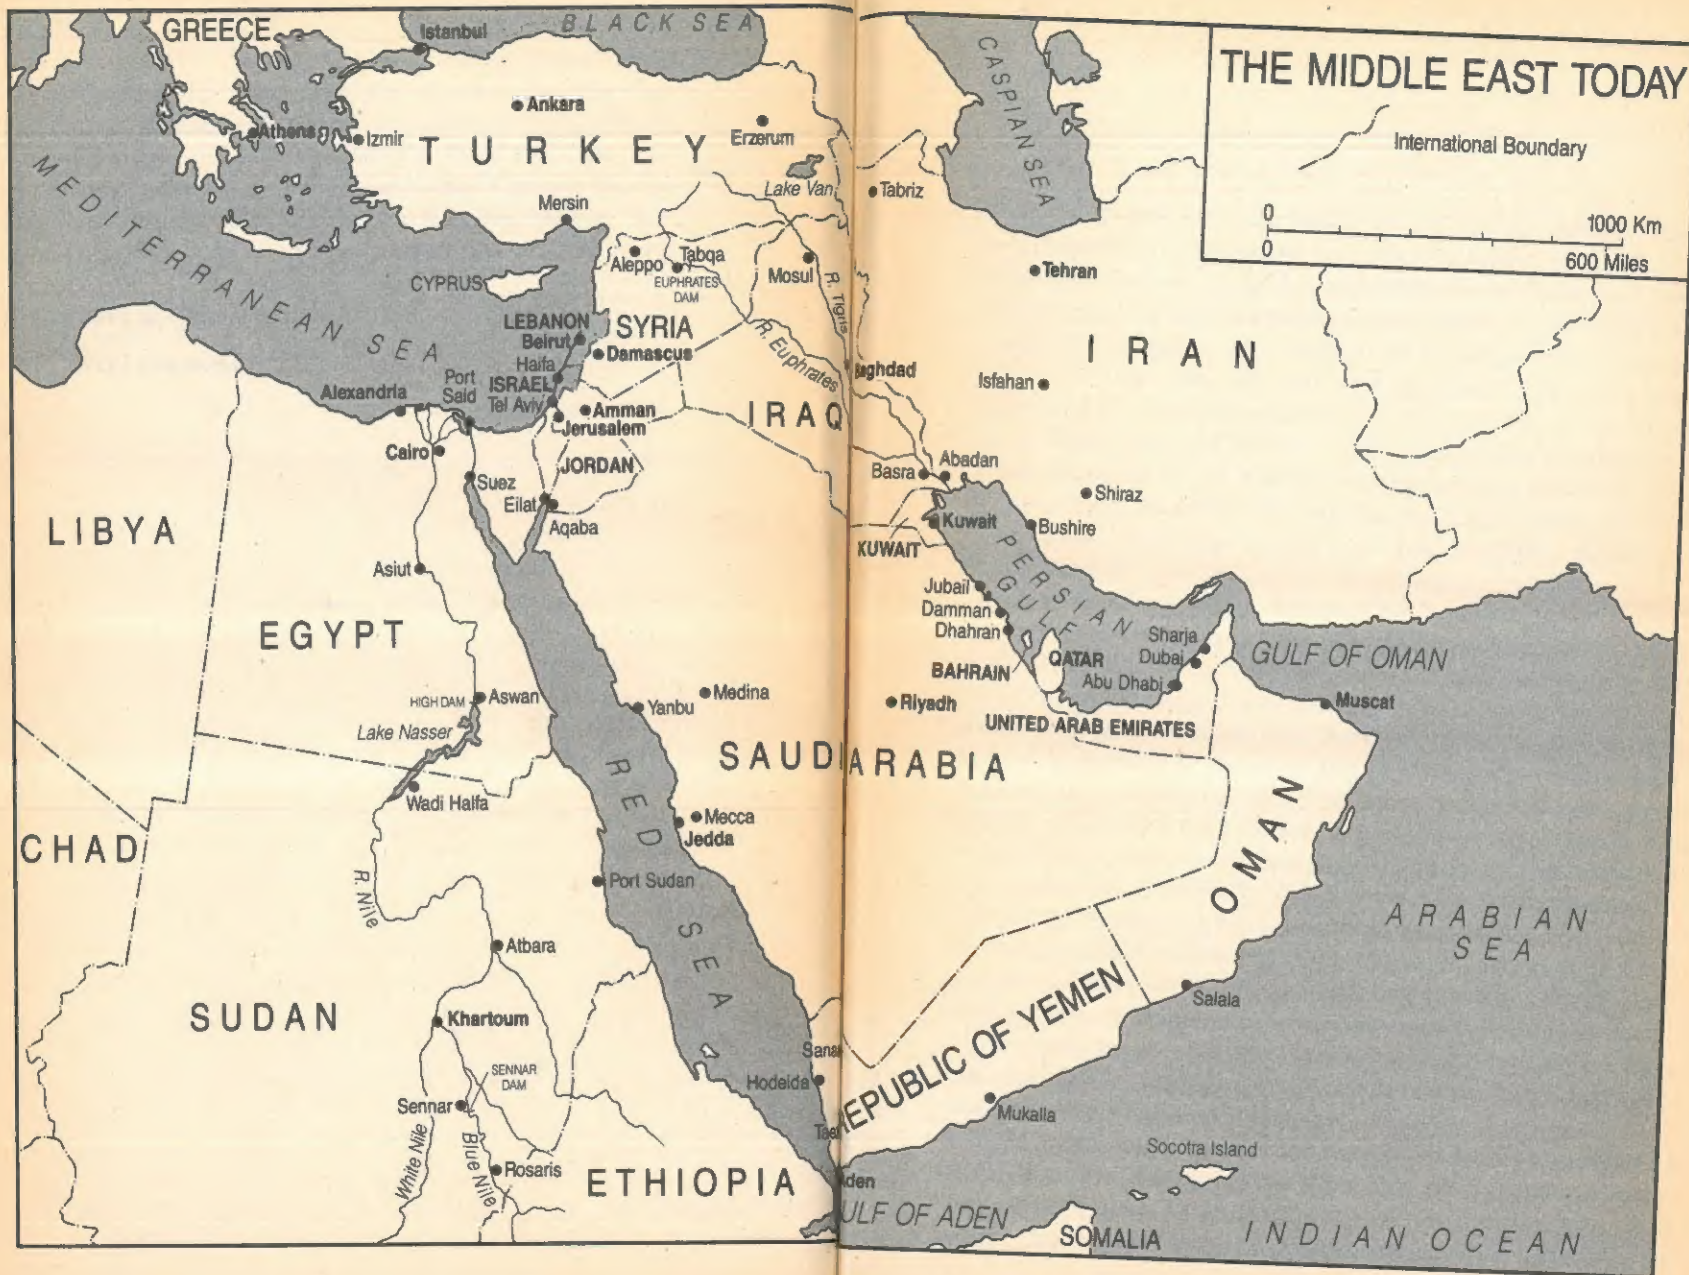 THE MIDDLE EAST TODAY
International Boundary
0
1000 Km
0
600 Miles
GREECE
Istanbul
BLACK SEA
CASPIAN SEA
Ankara
Athens
Izmir
TURKEY
Erzerum
Lake Van
Tabriz
MEDITERRANEAN SEA
Mersin
Aleppo
Tabqa
EUPHRATES
DAM
Mosul
R. Tigris
Tehran
CYPRUS
LEBANON
Beirut
SYRIA
Damascus
R. Euphrates
IRAN
Haifa
ISRAEL
Tel Aviv
Port
Said
Alexandria
Amman
Jerusalem
IRAQ
Isfahan
Cairo
Suez
JORDAN
Eilat
Aqaba
Basra
Abadan
Shiraz
Kuwait
KUWAIT
Bushire
LIBYA
Asiut
PERSIAN
GULF
Jubail
Damman
Dhahran
EGYPT
BAHRAIN
QATAR
Sharja
Dubai
Abu Dhabi
GULF OF OMAN
HIGH DAM
Aswan
Lake Nasser
Yanbu
Medina
Riyadh
UNITED ARAB EMIRATES
Muscat
SAUDI ARABIA
RED SEA
Wadi Halfa
Mecca
Jedda
CHAD
OMAN
R. Nile
Port Sudan
ARABIAN
SEA
Atbara
SUDAN
Khartoum
Salala
REPUBLIC OF YEMEN
Hodeida
SENNAR
DAM
Sennar
Mukalla
White Nile
Blue Nile
Rosaris
ETHIOPIA
Socotra Island
Aden
GULF OF ADEN
SOMALIA
INDIAN OCEAN